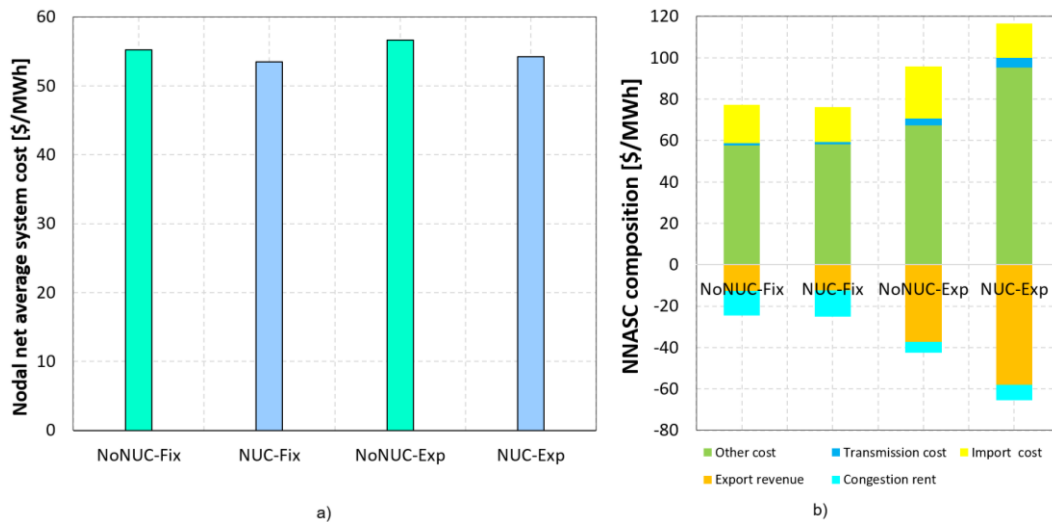 Nodal net average system cost [$/MWh]
60
50
40
30
20
10
0
NoNUC-Fix NUC-Fix NoNUC-Exp NUC-Exp
a)
NNASC composition [$/MWh]
120
100
80
60
40
20
0
-20
-40
-60
-80
NoNUC-Fix NUC-Fix NoNUC-Exp NUC-Exp
Other cost Transmission cost Import cost
Export revenue Congestion rent
b)